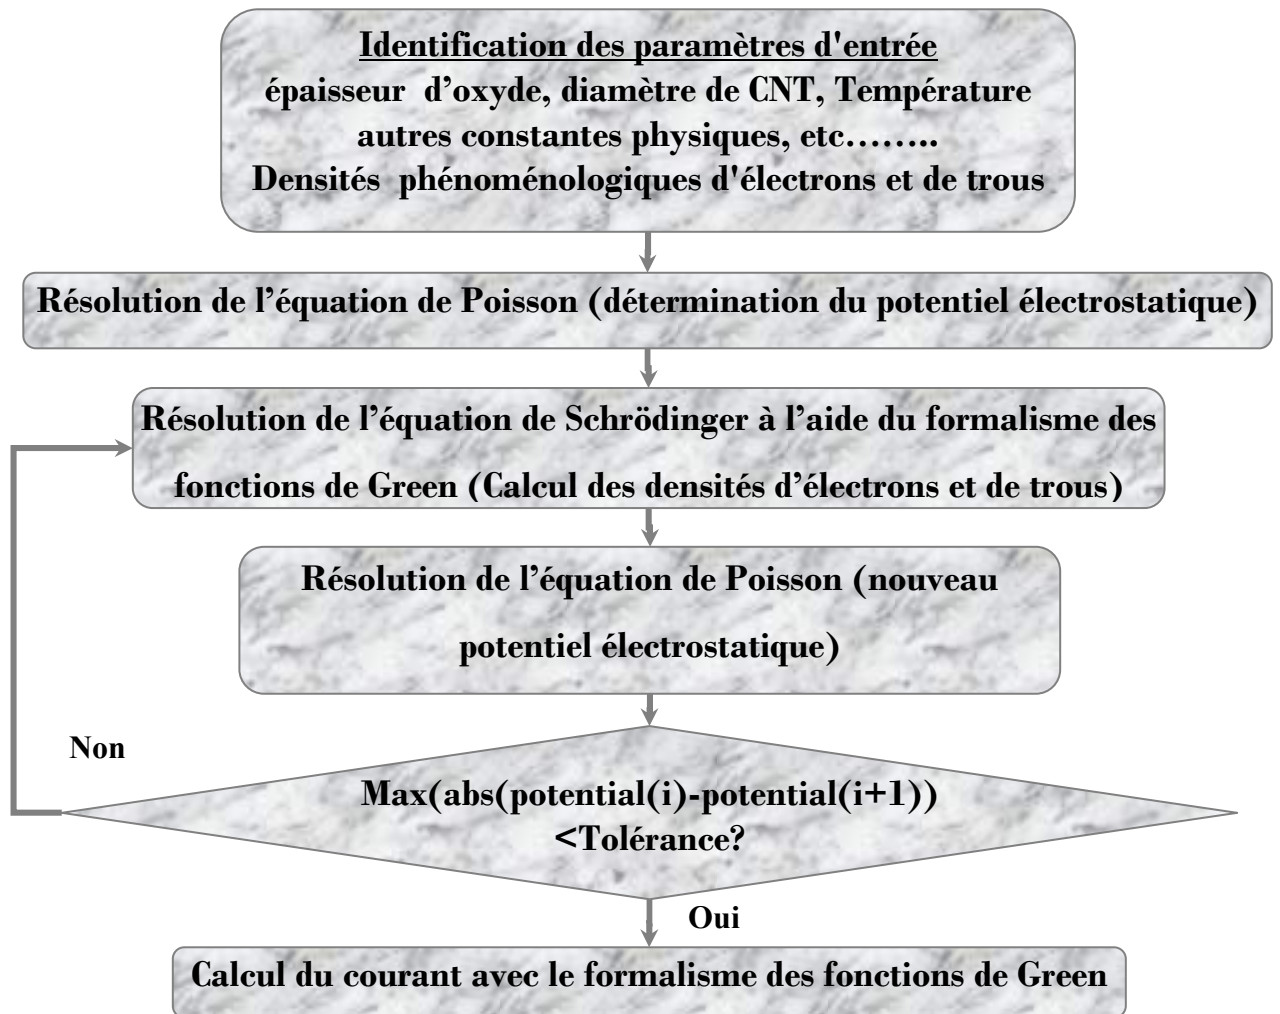 Identification des paramètres d'entrée
épaisseur d’oxyde, diamètre de CNT, Température
autres constantes physiques, etc……..
Densités phénoménologiques d'électrons et de trous
Résolution de l’équation de Poisson (détermination du potentiel électrostatique)
Résolution de l’équation de Schrödinger à l’aide du formalisme des
fonctions de Green (Calcul des densités d’électrons et de trous)
Résolution de l’équation de Poisson (nouveau
potentiel électrostatique)
Non
Max(abs(potential(i)-potential(i+1))
<Tolérance?
Oui
Calcul du courant avec le formalisme des fonctions de Green